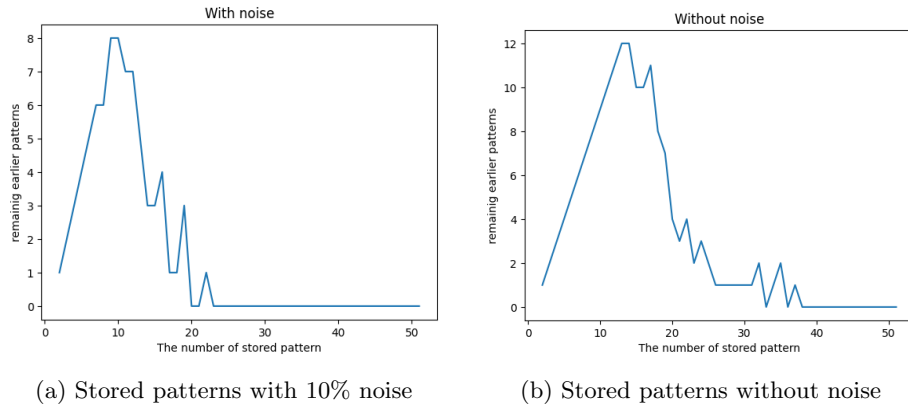 With noise
8
7
6
5
4
3
2
1
0
remainig earlier patterns
0 10 20 30 40 50
The number of stored pattern
(a) Stored patterns with 10% noise
Without noise
12
10
8
6
4
2
0
remainig earlier patterns
0 10 20 30 40 50
The number of stored pattern
(b) Stored patterns without noise